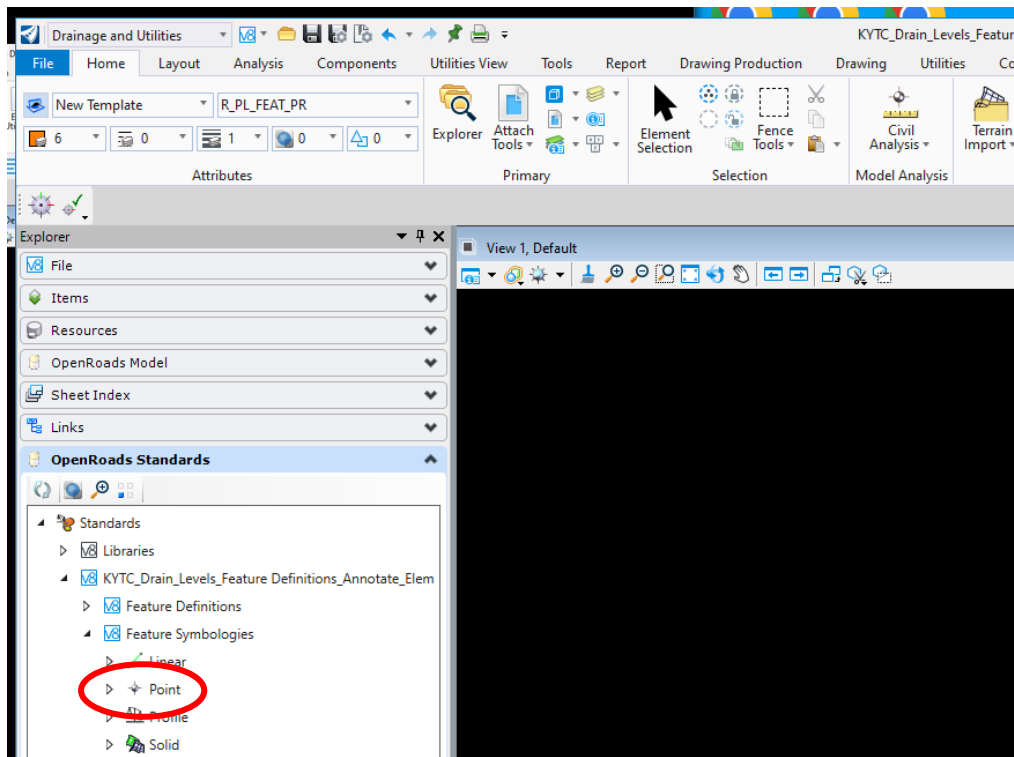 Drainage and Utilities
KYTC_Drain_Levels_Featur
File Home Layout Analysis Components Utilities View Tools Report Drawing Production Drawing Utilities Co
New Template R_PL_FEAT_PR
6 0 1 0 0
Explorer
Attach
Tools
Element
Selection
Fence
Tools
Civil
Analysis
Terrain
Import
Attributes Primary Selection Model Analysis
Explorer
View 1, Default
File
Items
Resources
OpenRoads Model
Sheet Index
Links
OpenRoads Standards
Standards
Libraries
KYTC_Drain_Levels_Feature Definitions_Annotate_Elem
Feature Definitions
Feature Symbologies
Linear
Point
Profile
Solid